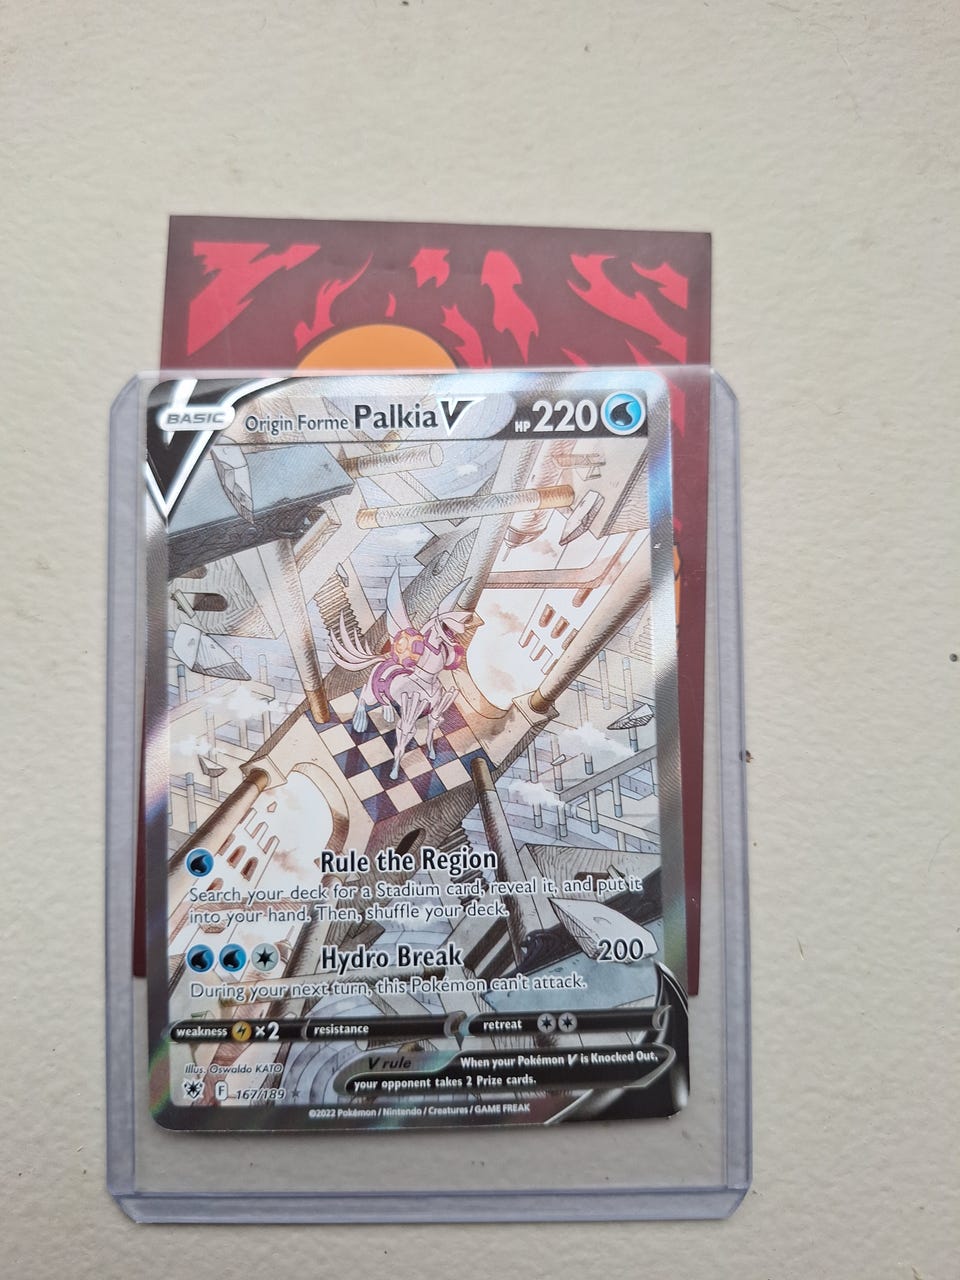 BASIC Origin Forme Palkia V HP 220
Rule the Region
Search your deck for a Stadium card, reveal it, and put it
into your hand. Then, shuffle your deck.
Hydro Break 200
During your next turn, this Pokémon can't attack.
weakness ×2 resistance retreat
V rule When your Pokémon V is Knocked Out,
your opponent takes 2 Prize cards.
Illus. Oswaldo KATO
F 167/189
©2022 Pokémon / Nintendo / Creatures / GAME FREAK